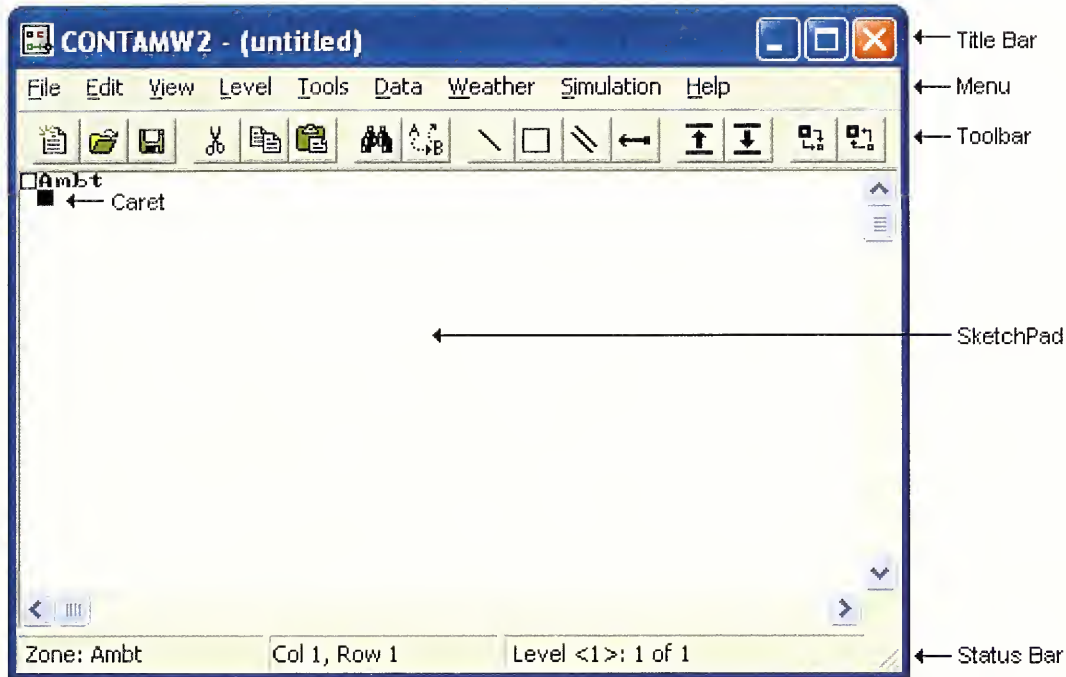 CONTAMW2 - (untitled)
Title Bar
File Edit View Level Tools Data Weather Simulation Help
Menu
A B
Toolbar
Ambt
Caret
SketchPad
Zone: Ambt Col 1, Row 1 Level <1>: 1 of 1
Status Bar